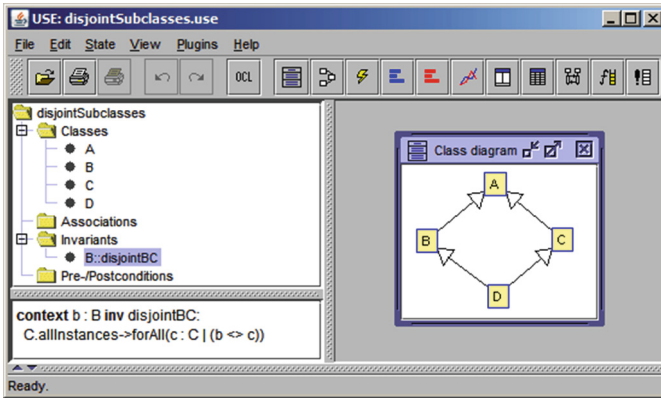 USE: disjointSubclasses.use
File Edit State View Plugins Help
OCL
disjointSubclasses
Classes
A
B
C
D
Associations
Invariants
B::disjointBC
Pre-/Postconditions
context b : B inv disjointBC:
C.allInstances->forAll(c : C | (b <> c))
Class diagram
A
B
C
D
Ready.